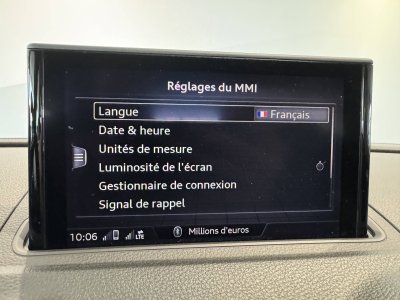 Réglages du MMI
Langue Français
Date & heure
Unités de mesure
Luminosité de l'écran
Gestionnaire de connexion
Signal de rappel
10:06 LTE Millions d'euros